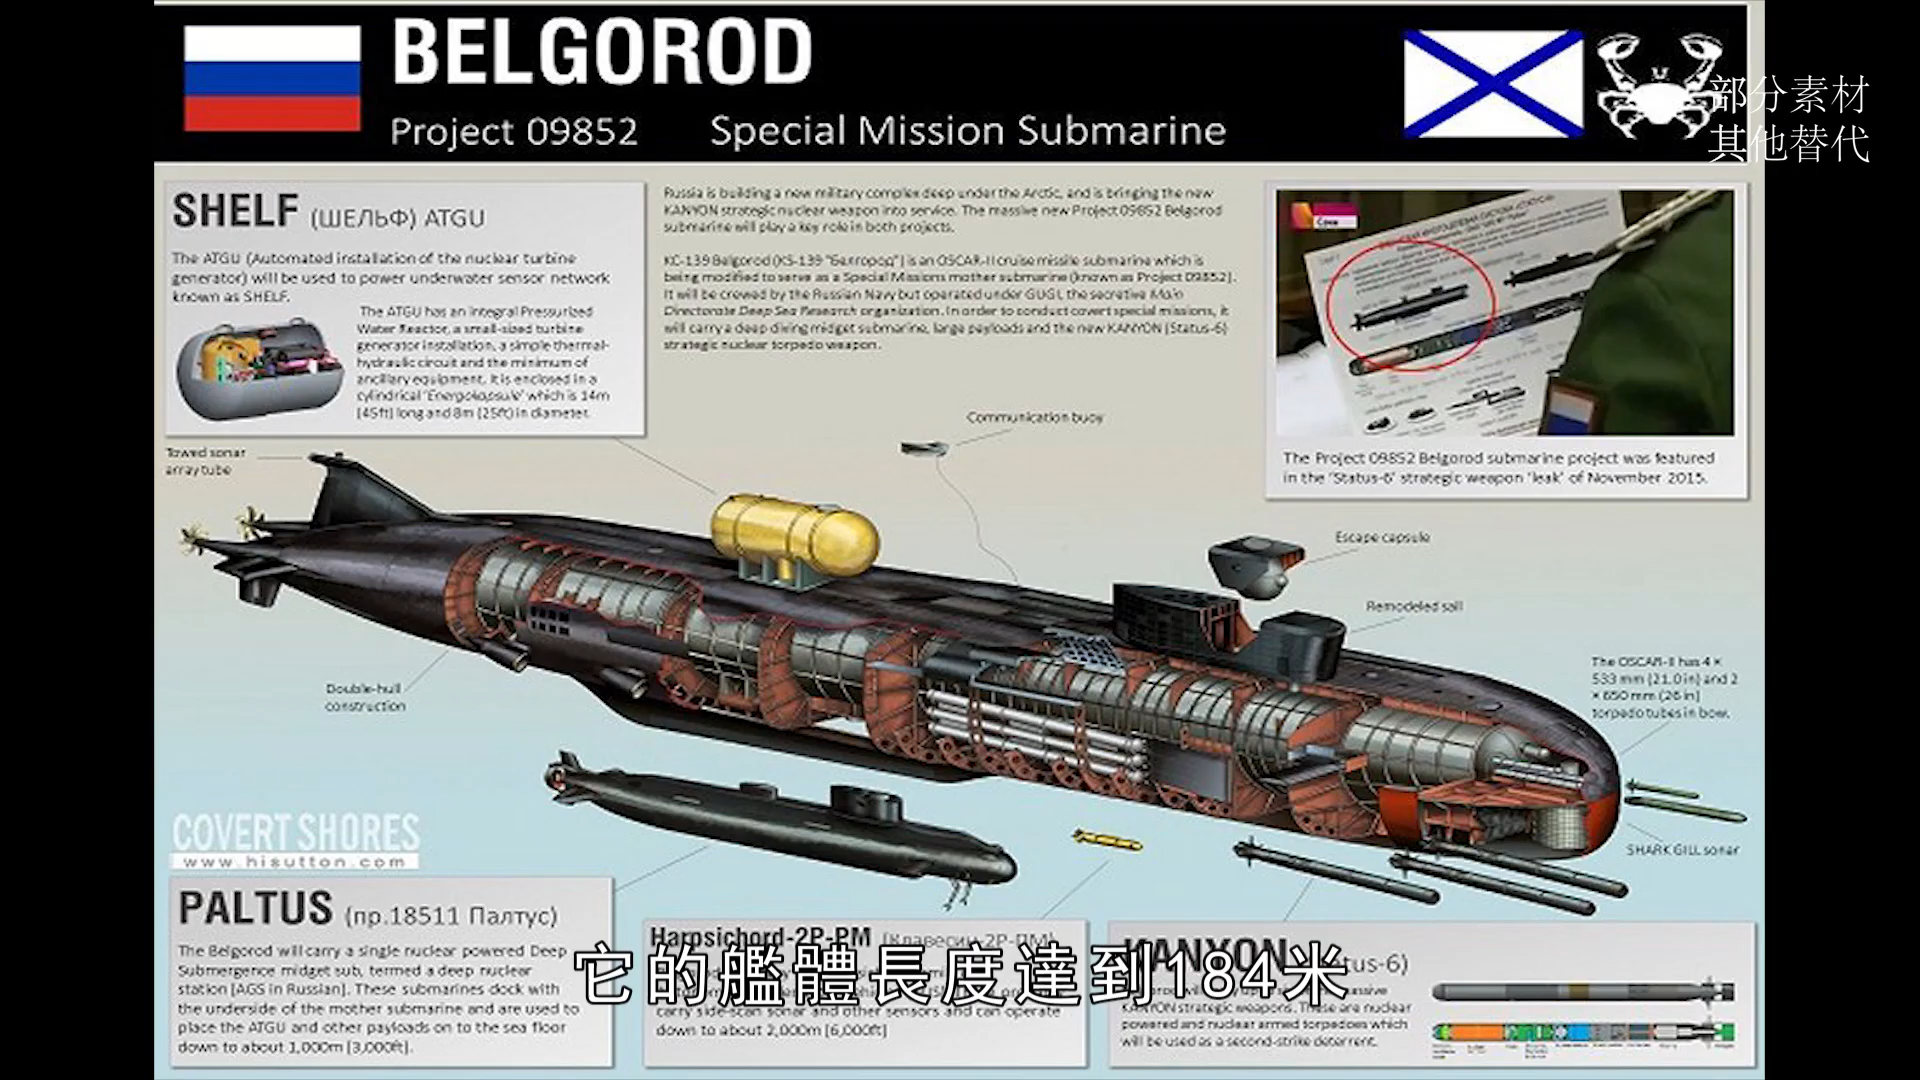 BELGOROD
Project 09852 Special Mission Submarine
部分素材
其他替代
SHELF (ШЕЛЬФ) ATGU
The ATGU (Automated installation of the nuclear turbine
generator) will be used to power underwater sensor network
known as SHELF.
The ATGU has an integral Pressurized
Water Reactor, a small-sized turbine
generator installation, a simple thermal-
hydraulic circuit and the minimum of
ancillary equipment. It is enclosed in a
cylindrical 'Energokapsule' which is 14m
(45ft) long and 8m (25ft) in diameter.
Russia is building a new military complex deep under the Arctic, and is bringing the new
KANYON strategic nuclear weapon into service. The massive new Project 09852 Belgorod
submarine will play a key role in both projects.
KC-139 Belgorod (KS-139 "Белгород") is an OSCAR-II cruise missile submarine which is
being modified to serve as a Special Missions mother submarine (known as Project 09852).
It will be crewed by the Russian Navy but operated under GUGI, the secretive Main
Directorate Deep Sea Research organization. In order to conduct covert special missions, it
will carry a deep diving midget submarine, large payloads and the new KANYON (Status-6)
strategic nuclear torpedo weapon.
The Project 09852 Belgorod submarine project was featured
in the 'Status-6' strategic weapon 'leak' of November 2015.
Communication buoy
Towed sonar
array tube
Escape capsule
Remodeled sail
The OSCAR-II has 4 ×
533 mm (21.0 in) and 2
× 650 mm (26 in)
torpedo tubes in bow.
Double-hull
construction
SHARK GILL sonar
COVERT SHORES
www.hisutton.com
PALTUS (пр.18511 Палтус)
The Belgorod will carry a single nuclear powered Deep
Submergence midget sub, termed a deep nuclear
station [AGS in Russian]. These submarines dock with
the underside of the mother submarine and are used to
place the ATGU and other payloads on to the sea floor
down to about 1,000m [3,000ft].
Harpsichord-2P-PM (Клавесин-2Р-ПМ)
carry side-scan sonar and other sensors and can operate
down to about 2,000m [6,000ft]
KANYON tus-6)
KANYON strategic weapons. These are nuclear
powered and nuclear armed torpedoes which
will be used as a second-strike deterrent.
它的艦體長度達到184米